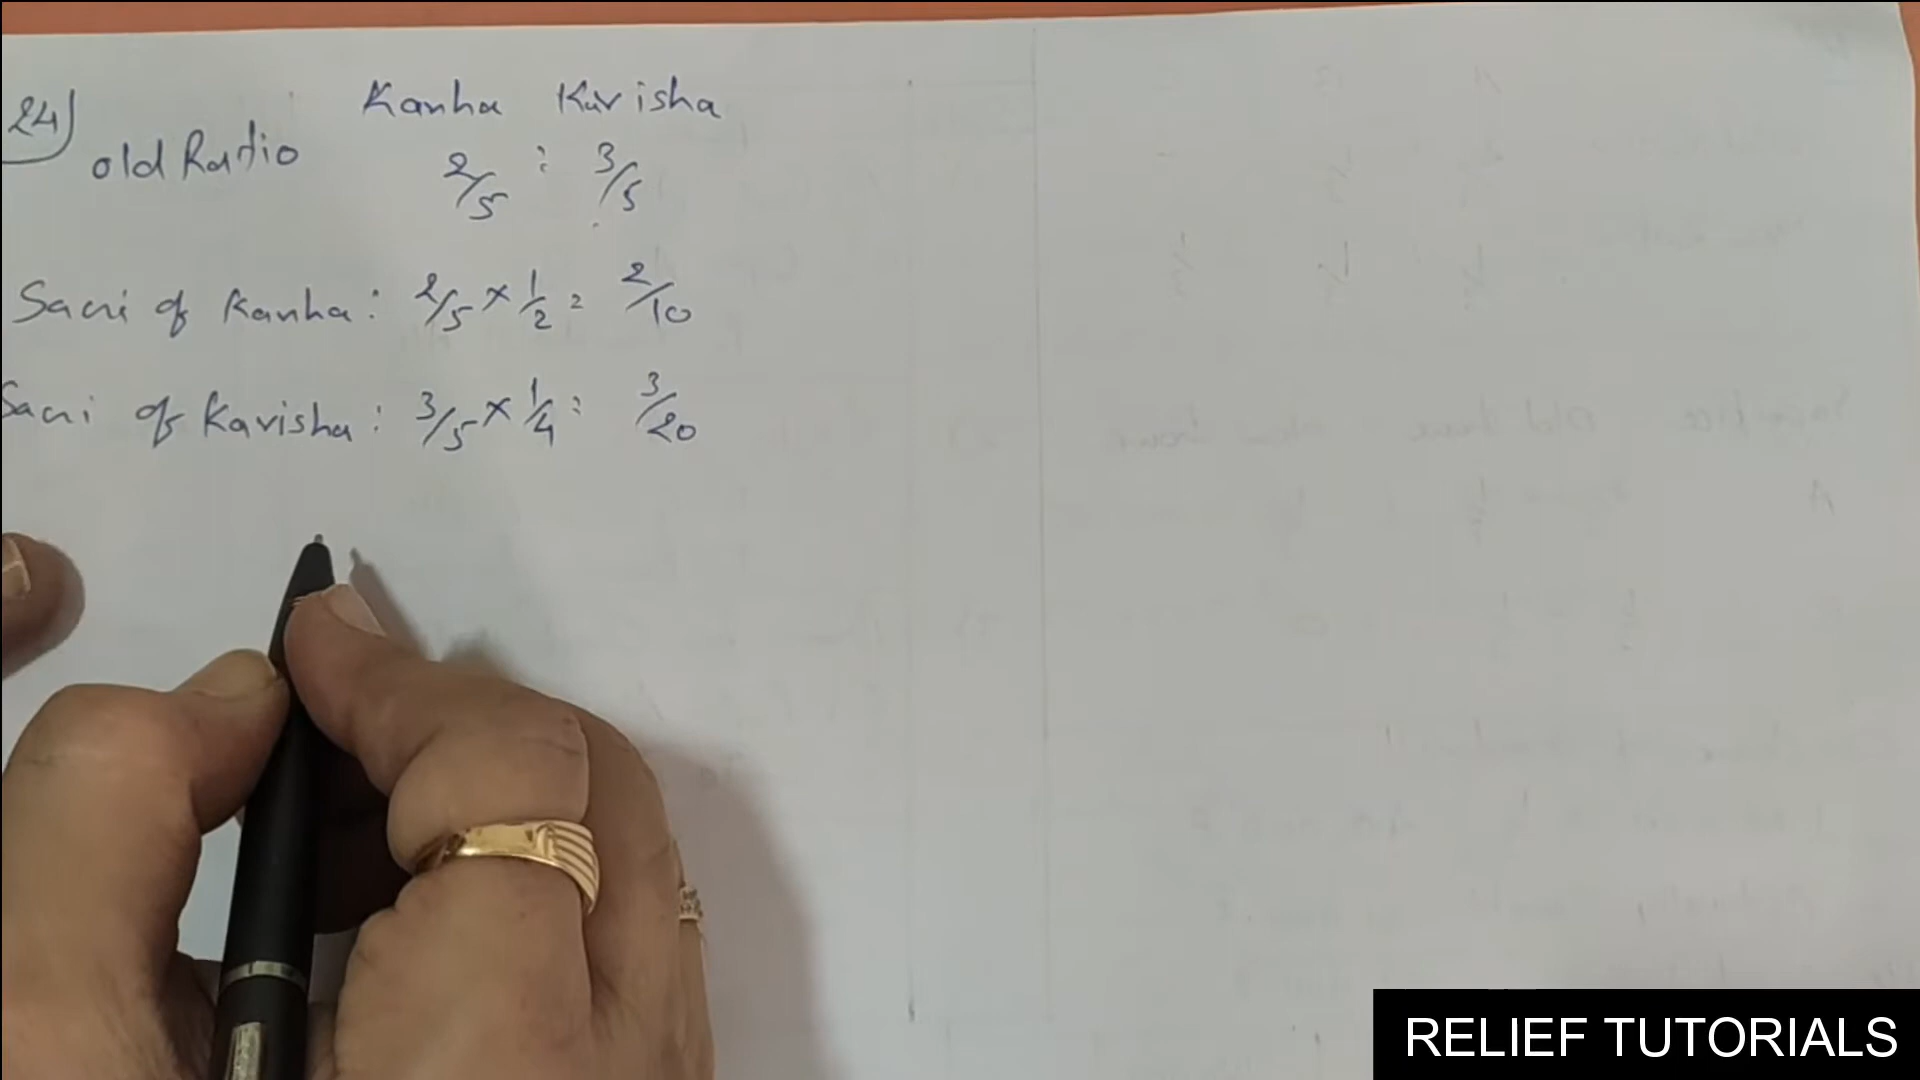 24)
Kanha Kavisha
old Ratio 2/5 : 3/5
Sacri of Kanha : 2/5 × 1/2 = 2/10
Sacri of Kavisha : 3/5 × 1/4 = 3/20
RELIEF TUTORIALS